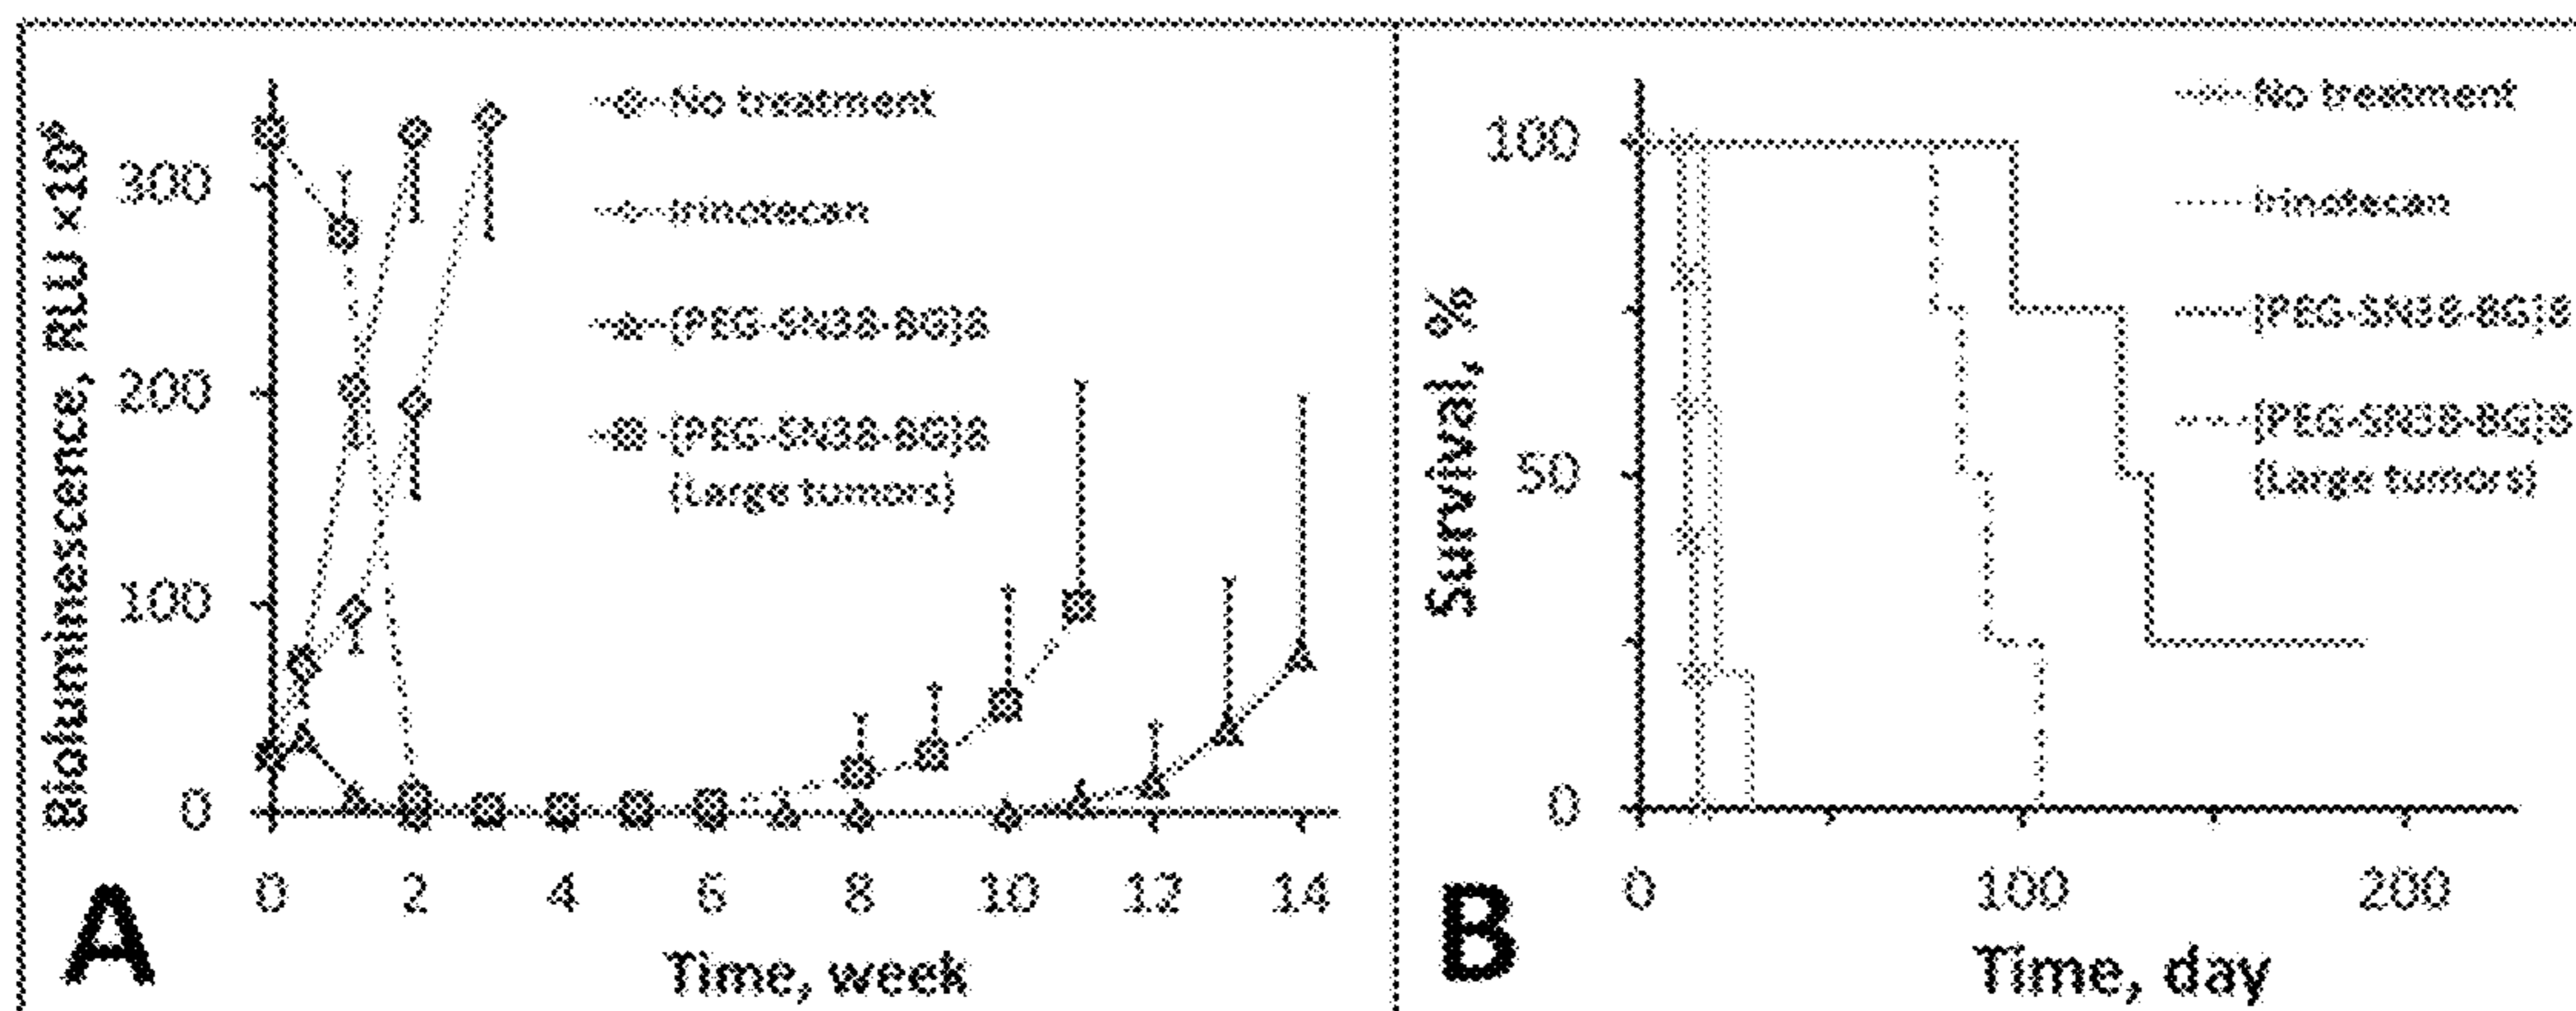 Bioluminescence, RLU x10⁶
300
200
100
0
No treatment
Irinotecan
[PEG-SN38-BG]8
[PEG-SN38-BG]8
(Large tumors)
0 2 4 6 8 10 12 14
Time, week
A
Survival, %
100
50
0
No treatment
Irinotecan
[PEG-SN38-BG]8
[PEG-SN38-BG]8
(Large tumors)
0 100 200
Time, day
B